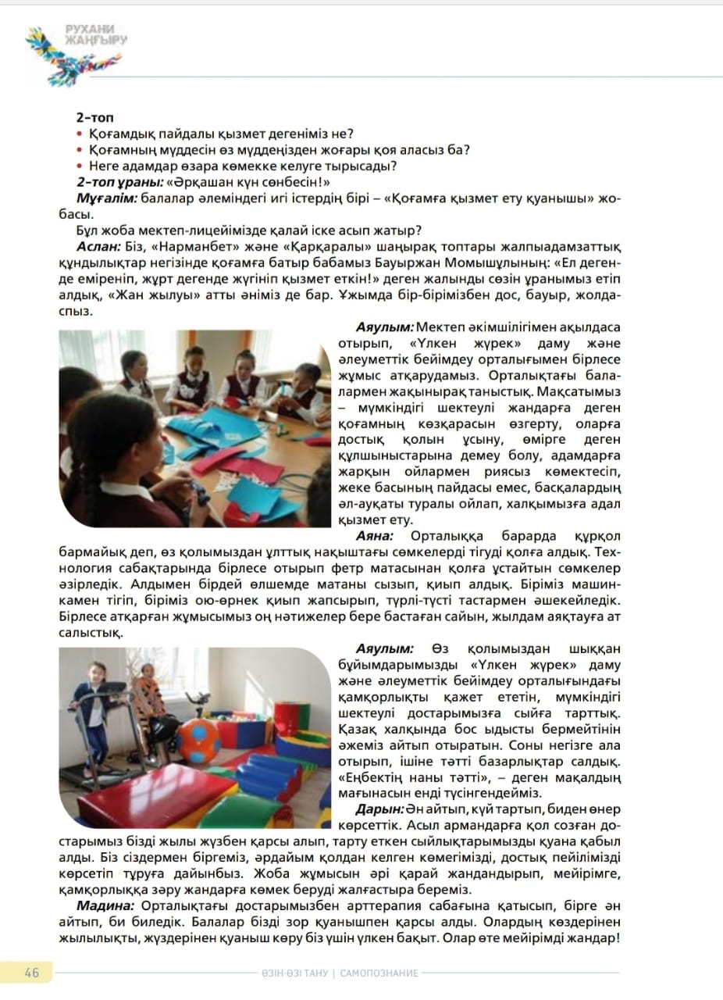 РУХАНИ
ЖАҢҒЫРУ
2–топ
• Қоғамдық пайдалы қызмет дегеніміз не?
• Қоғамның мүддесін өз мүддеңізден жоғары қоя аласыз ба?
• Неге адамдар өзара көмекке келуге тырысады?
2–топ ұраны: «Әрқашан күн сөнбесін!»
Мұғалім: балалар әлеміндегі игі істердің бірі – «Қоғамға қызмет ету қуанышы» жо-
басы.
Бұл жоба мектеп-лицейімізде қалай іске асып жатыр?
Аслан: Біз, «Нарманбет» және «Қарқаралы» шаңырақ топтары жалпыадамзаттық
құндылықтар негізінде қоғамға батыр бабамыз Бауыржан Момышұлының: «Ел деген-
де еміреніп, жұрт дегенде жүгініп қызмет еткін!» деген жалынды сөзін ұранымыз етіп
алдық, «Жан жылуы» атты әніміз де бар. Ұжымда бір-бірімізбен дос, бауыр, жолда-
спыз.
Аяулым: Мектеп әкімшілігімен ақылдаса
отырып, «Үлкен жүрек» даму және
әлеуметтік бейімдеу орталығымен бірлесе
жұмыс атқарудамыз. Орталықтағы бала-
лармен жақынырақ таныстық. Мақсатымыз
– мүмкіндігі шектеулі жандарға деген
қоғамның көзқарасын өзгерту, оларға
достық қолын ұсыну, өмірге деген
құлшыныстарына демеу болу, адамдарға
жарқын ойлармен риясыз көмектесіп,
жеке басының пайдасы емес, басқалардың
әл-ауқаты туралы ойлап, халқымызға адал
қызмет ету.
Аяна: Орталыққа барарда құрқол
бармайық деп, өз қолымыздан ұлттық нақыштағы сөмкелерді тігуді қолға алдық. Тех-
нология сабақтарында бірлесе отырып фетр матасынан қолға ұстайтын сөмкелер
әзірледік. Алдымен бірдей өлшемде матаны сызып, қиып алдық. Біріміз машин-
камен тігіп, біріміз ою-өрнек қиып жапсырып, түрлі-түсті тастармен әшекейледік.
Бірлесе атқарған жұмысымыз оң нәтижелер бере бастаған сайын, жылдам аяқтауға ат
салыстық.
Аяулым: Өз қолымыздан шыққан
бұйымдарымызды «Үлкен жүрек» даму
және әлеуметтік бейімдеу орталығындағы
қамқорлықты қажет ететін, мүмкіндігі
шектеулі достарымызға сыйға тарттық.
Қазақ халқында бос ыдысты бермейтінін
әжеміз айтып отыратын. Соны негізге ала
отырып, ішіне тәтті базарлықтар салдық.
«Еңбектің наны тәтті», – деген мақалдың
мағынасын енді түсінгендейміз.
Дарын: Ән айтып, күй тартып, биден өнер
көрсеттік. Асыл армандарға қол созған до-
старымыз бізді жылы жүзбен қарсы алып, тарту еткен сыйлықтарымызды қуана қабыл
алды. Біз сіздермен біргеміз, әрдайым қолдан келген көмегімізді, достық пейілімізді
көрсетіп тұруға дайынбыз. Жоба жұмысын әрі қарай жандандырып, мейірімге,
қамқорлыққа зәру жандарға көмек беруді жалғастыра береміз.
Мадина: Орталықтағы достарымызбен арттерапия сабағына қатысып, бірге ән
айтып, би биледік. Балалар бізді зор қуанышпен қарсы алды. Олардың көздерінен
жылылықты, жүздерінен қуаныш көру біз үшін үлкен бақыт. Олар өте мейірімді жандар!
46 ӨЗІН-ӨЗІ ТАНУ | САМОПОЗНАНИЕ